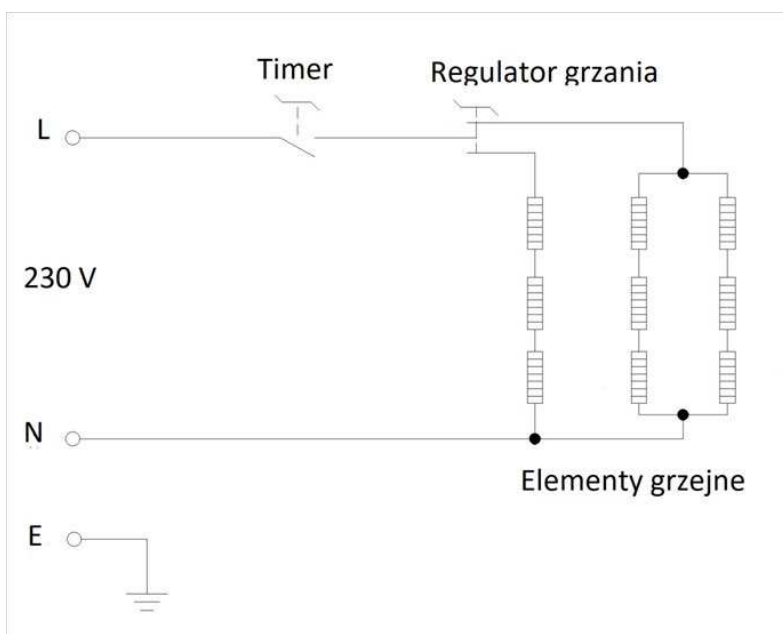 Timer
Regulator grzania
L
230 V
N
Elementy grzejne
E